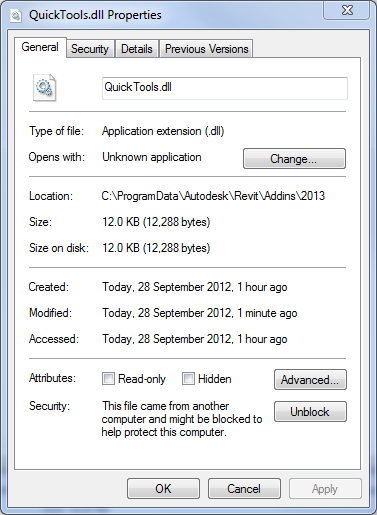 QuickTools.dll Properties
General Security Details Previous Versions
QuickTools.dll
Type of file: Application extension (.dll)
Opens with: Unknown application Change...
Location: C:\ProgramData\Autodesk\Revit\Addins\2013
Size: 12.0 KB (12,288 bytes)
Size on disk: 12.0 KB (12,288 bytes)
Created: Today, 28 September 2012, 1 hour ago
Modified: Today, 28 September 2012, 1 minute ago
Accessed: Today, 28 September 2012, 1 hour ago
Attributes: Read-only Hidden Advanced...
Security: This file came from another Unblock
computer and might be blocked to
help protect this computer.
OK Cancel Apply